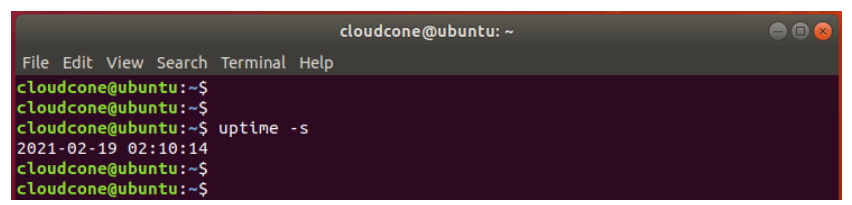 cloudcone@ubuntu: ~
File Edit View Search Terminal Help
cloudcone@ubuntu:~$
cloudcone@ubuntu:~$
cloudcone@ubuntu:~$ uptime -s
2021-02-19 02:10:14
cloudcone@ubuntu:~$
cloudcone@ubuntu:~$